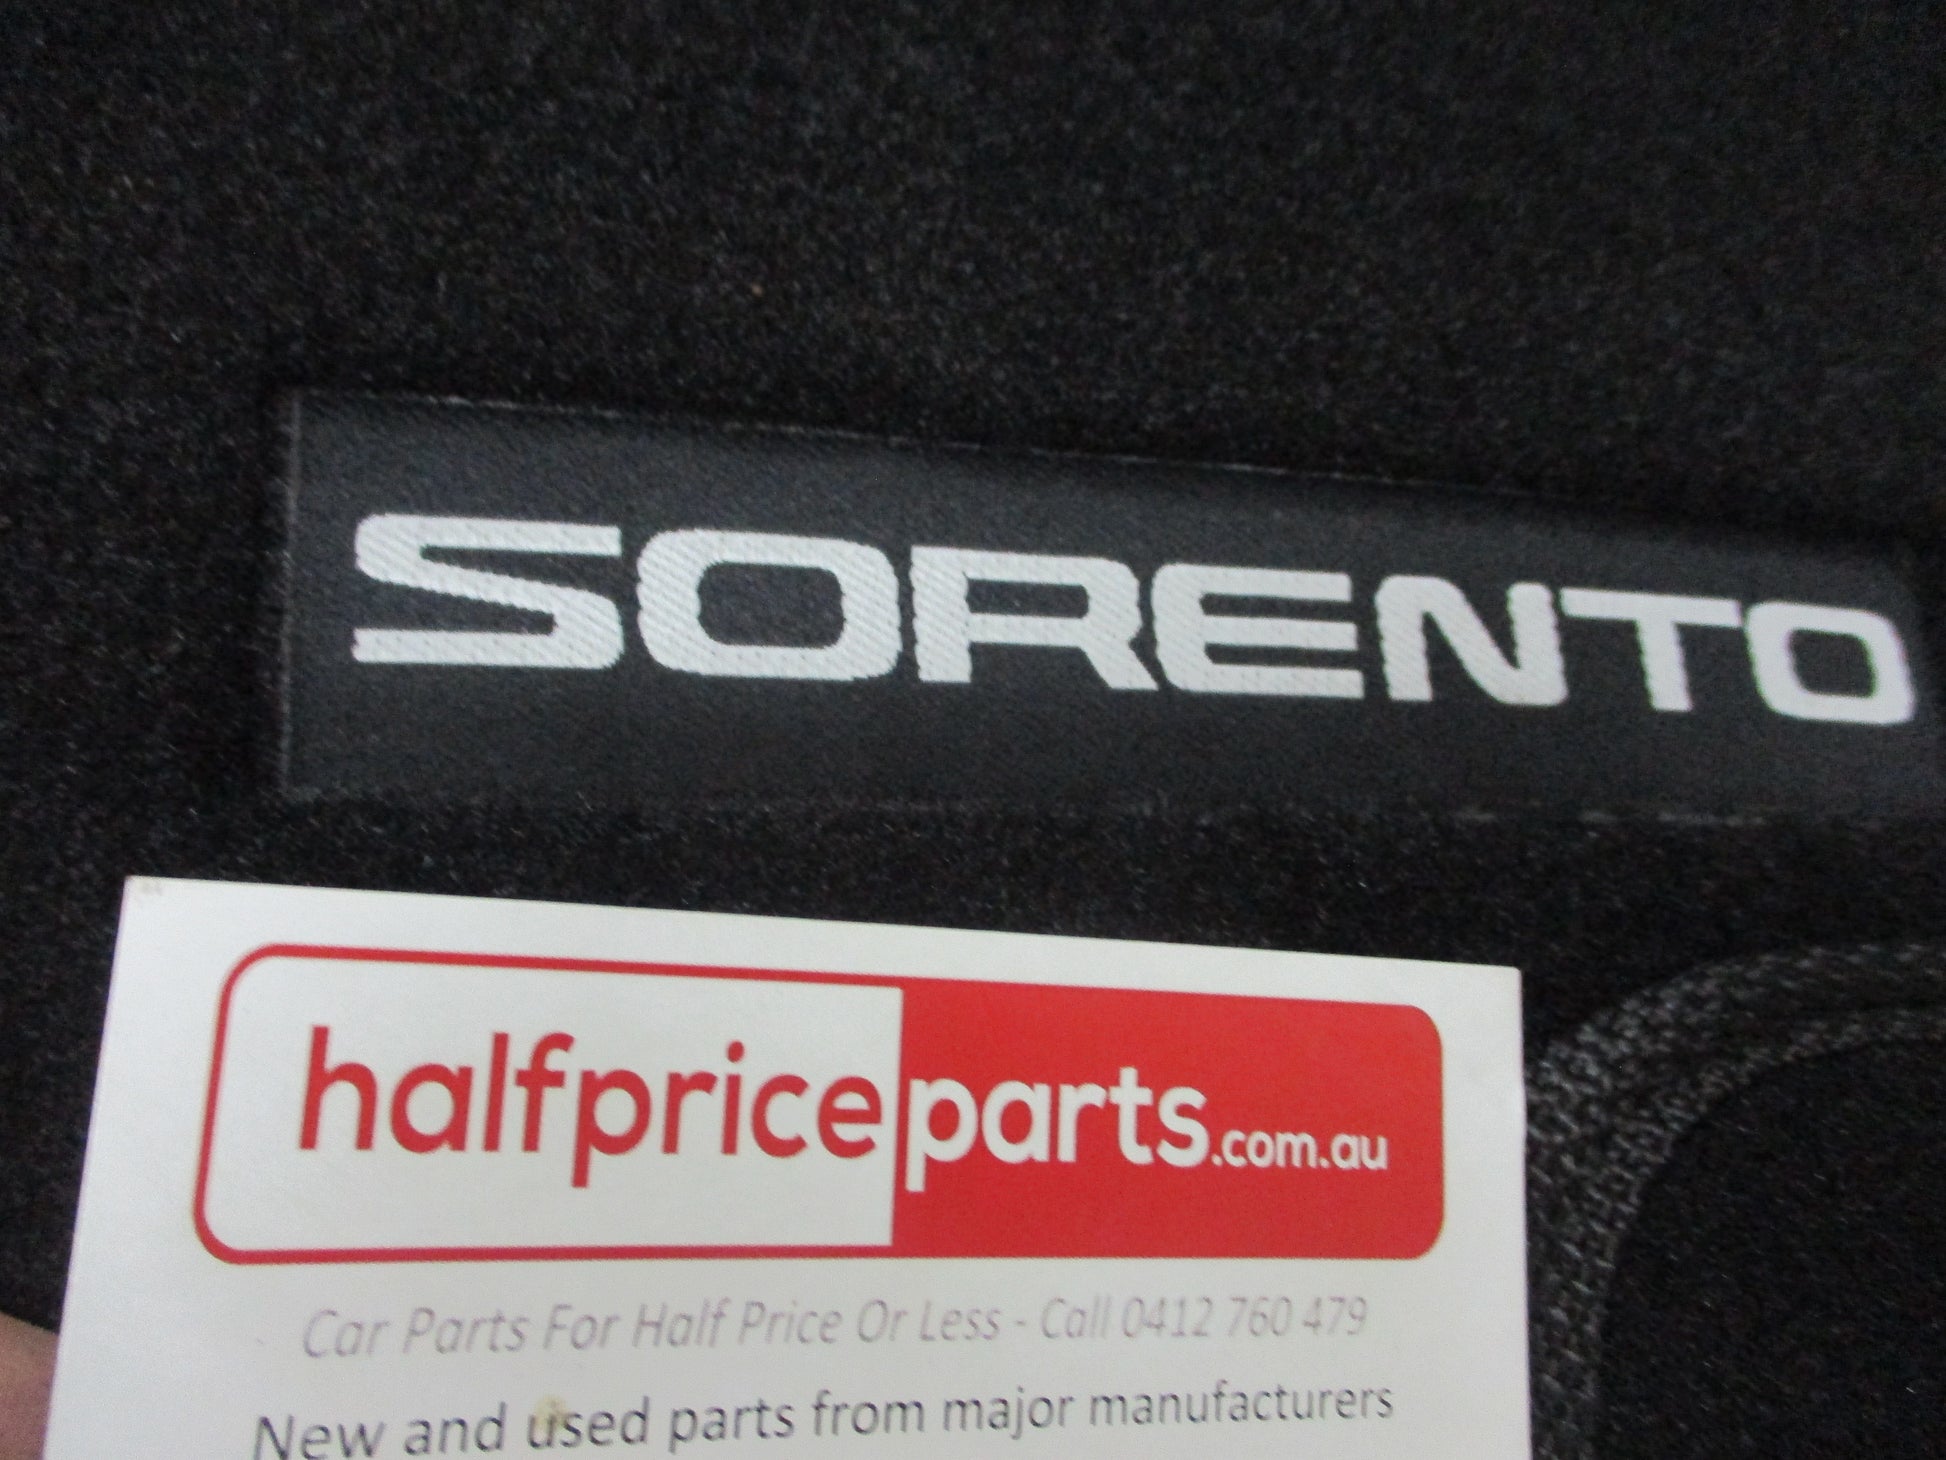 SORENTO
halfpriceparts.com.au
Car Parts For Half Price Or Less - Call 0412 760 479
New and used parts from major manufacturers